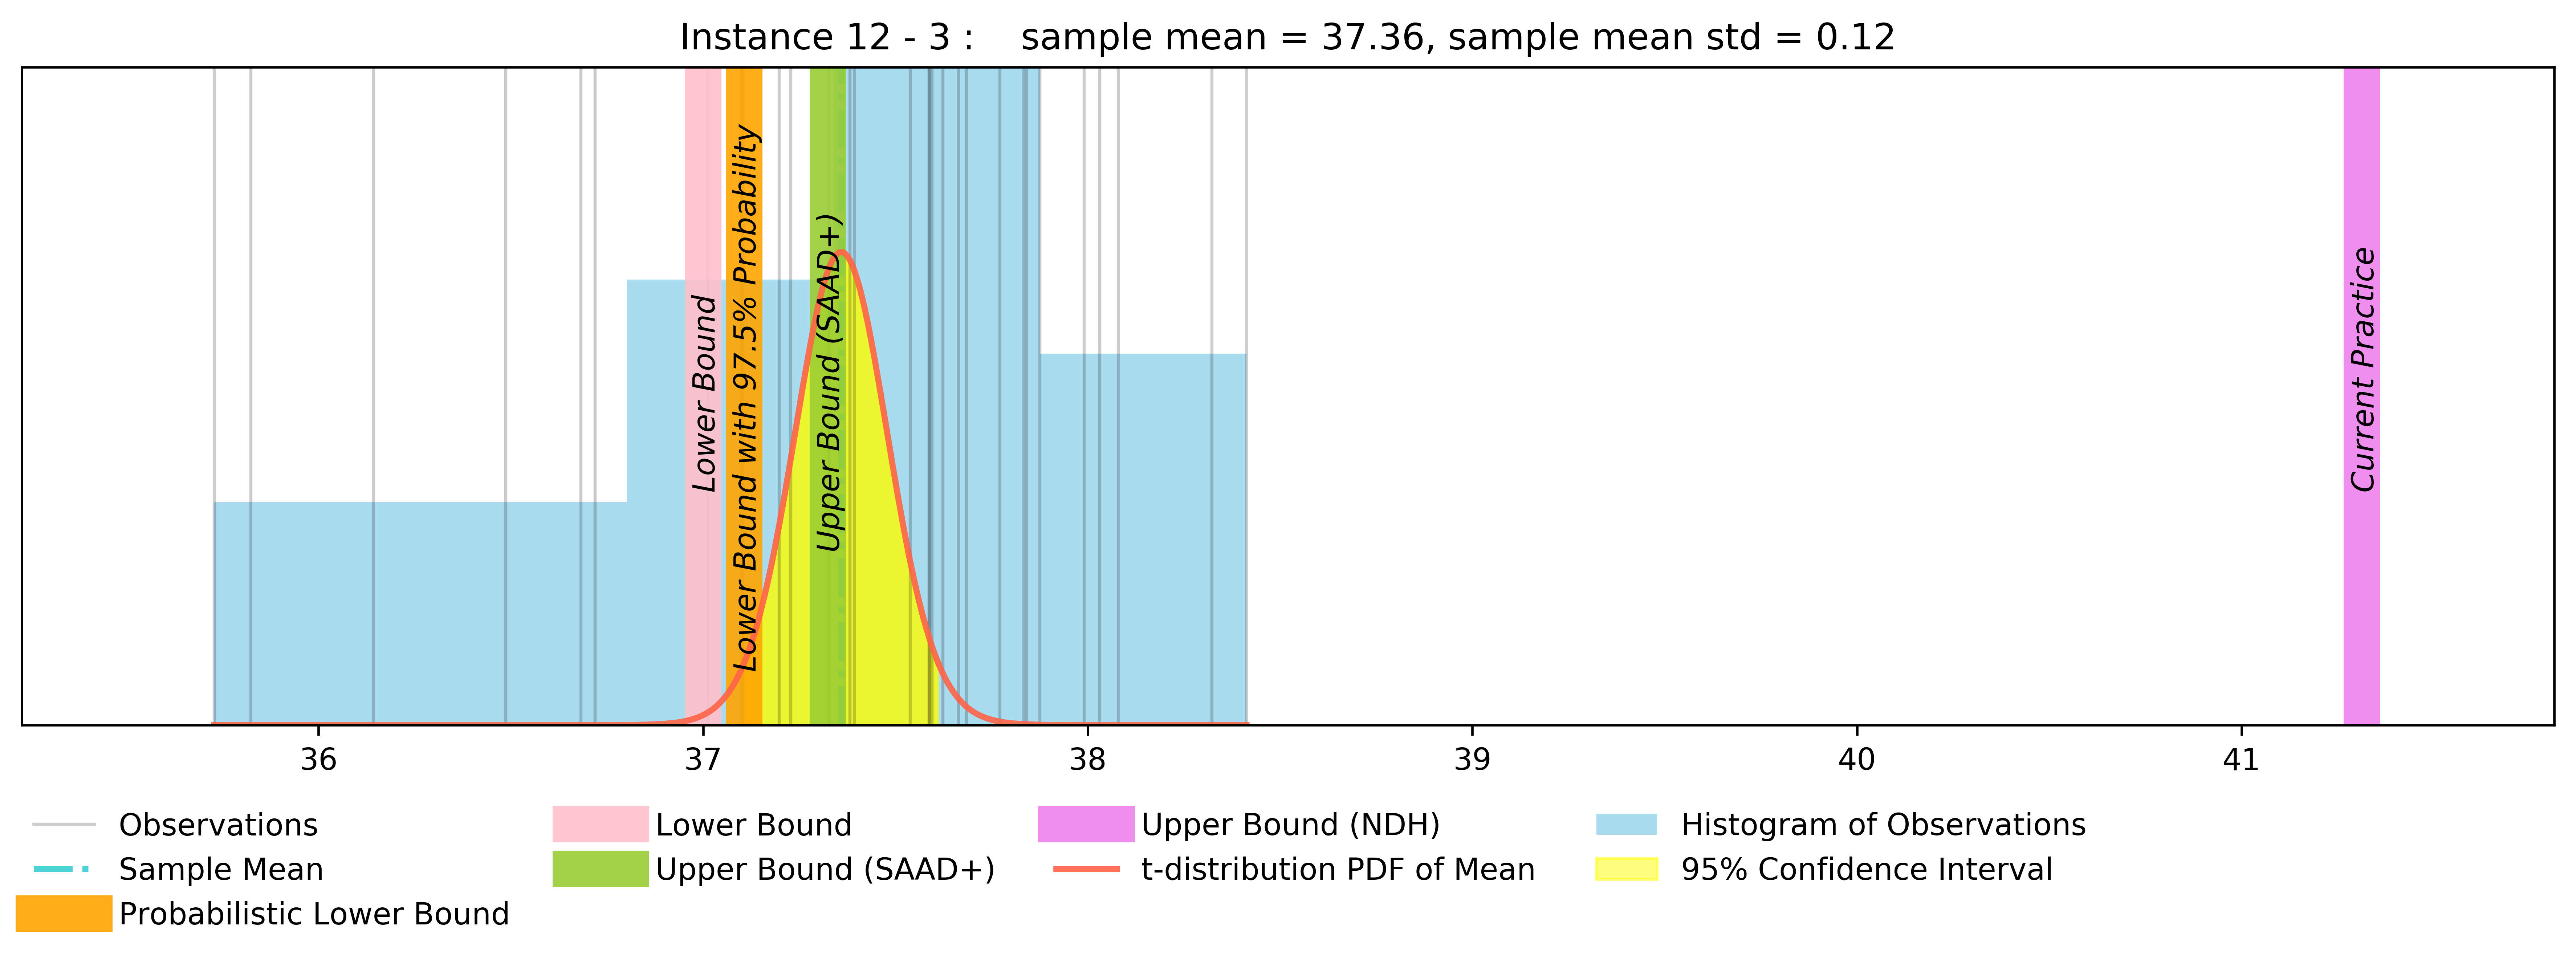 Instance 12 - 3 :    sample mean = 37.36, sample mean std = 0.12
Lower Bound
Lower Bound with 97.5% Probability
Upper Bound (SAAD+)
Current Practice
36 37 38 39 40 41
Observations
Sample Mean
Probabilistic Lower Bound
Lower Bound
Upper Bound (SAAD+)
Upper Bound (NDH)
t-distribution PDF of Mean
Histogram of Observations
95% Confidence Interval